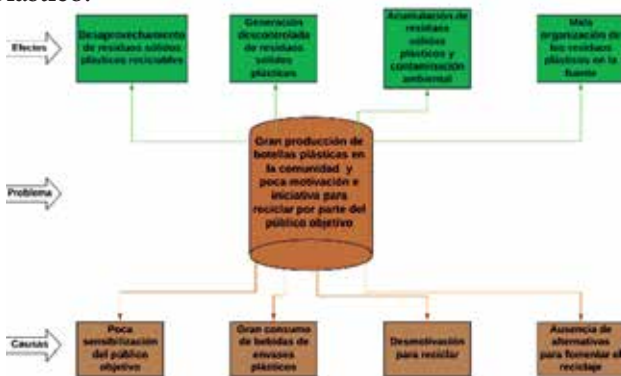 Efectos
Desaprovechamiento
de residuos sólidos
plásticos reciclables
Generación
descontrolada de
residuos sólidos
plásticos
Acumulación de
residuos
sólidos
plásticos y
contaminación
ambiental
Mala
organización de
los residuos
plásticos en la
fuente
Problema
Gran producción de
botellas plásticas en
la comunidad y
poca motivación e
iniciativa para
reciclar por parte del
público objetivo
Causas
Poca
sensibilización
del público
objetivo
Gran consumo
de bebidas de
envases
plásticos
Desmotivación
para reciclar
Ausencia de
alternativas
para fomentar el
reciclaje